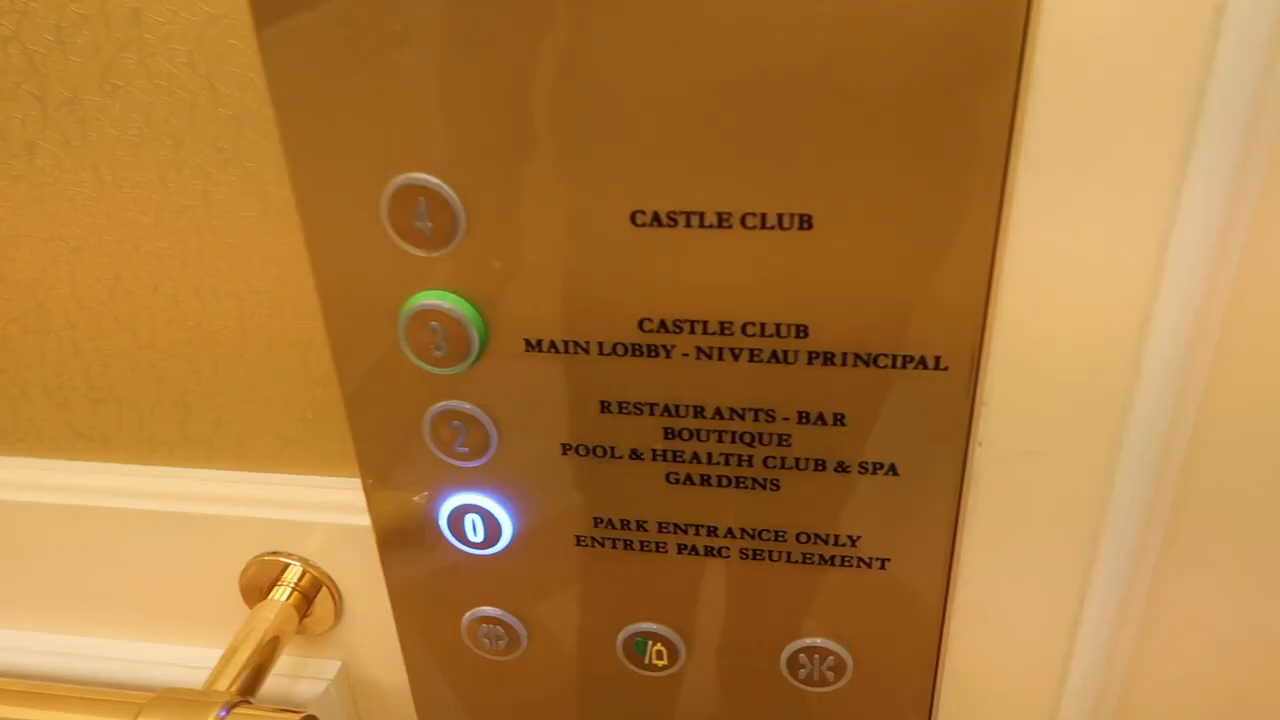 4
CASTLE CLUB
3
CASTLE CLUB
MAIN LOBBY - NIVEAU PRINCIPAL
2
RESTAURANTS - BAR
BOUTIQUE
POOL & HEALTH CLUB & SPA
GARDENS
0
PARK ENTRANCE ONLY
ENTREE PARC SEULEMENT